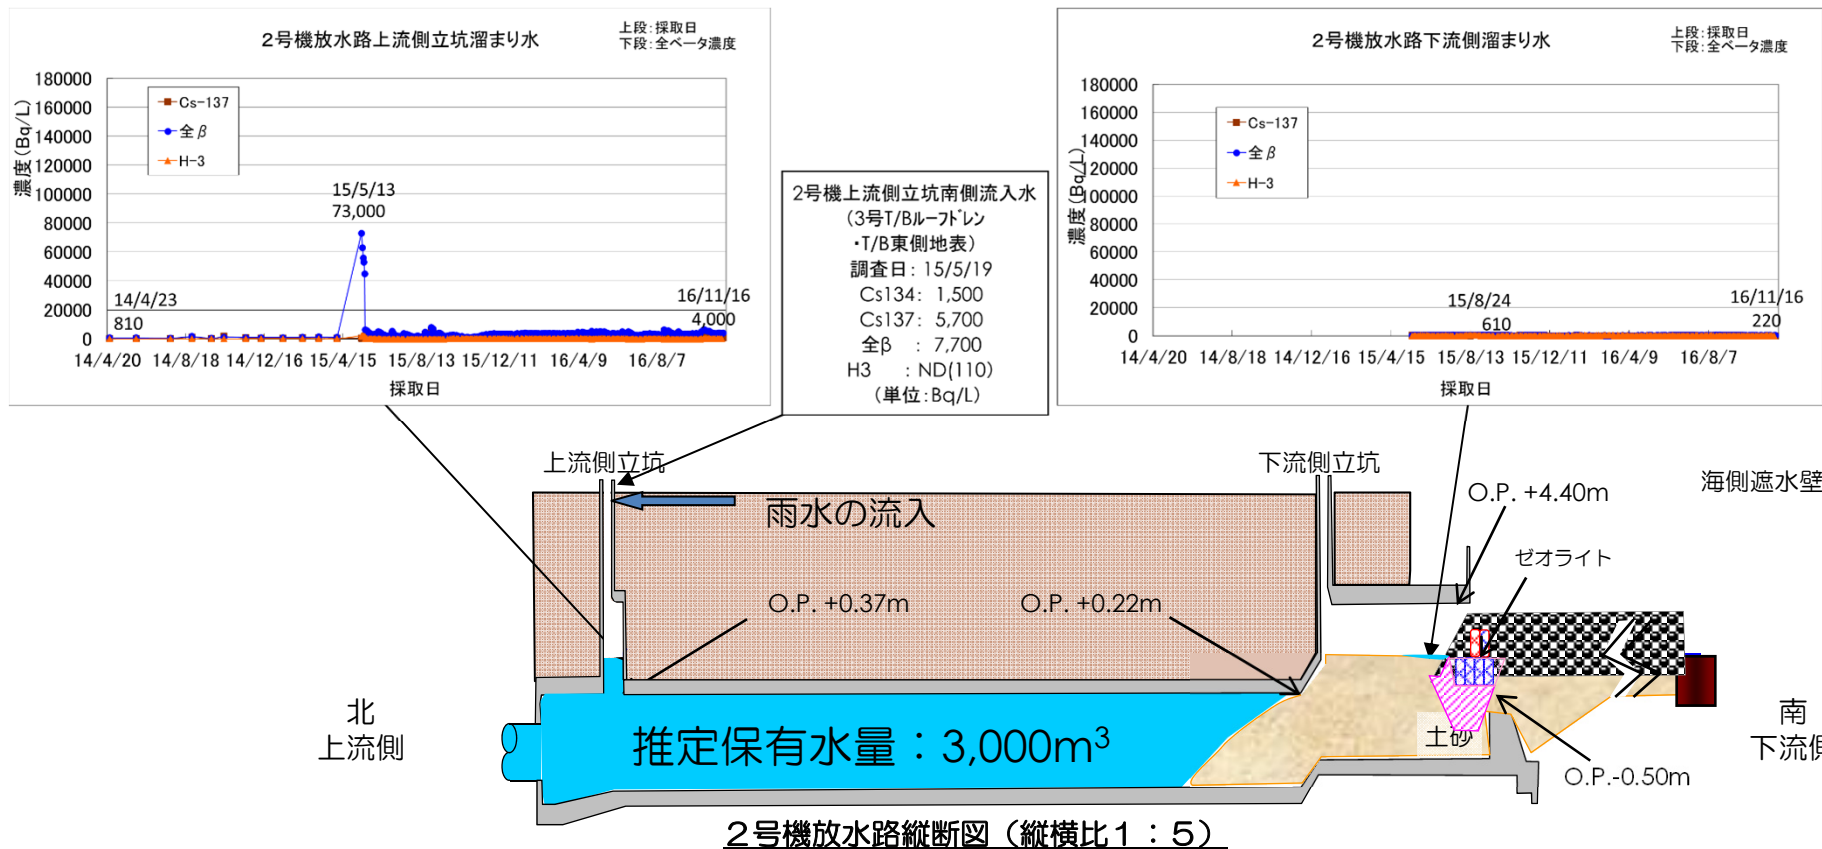 2号機放水路上流側立坑溜まり水
上段:採取日
下段:全ベータ濃度
180000
160000
140000
120000
100000
80000
60000
40000
20000
0
濃度(Bq/L)
Cs-137
全β
H-3
15/5/13
73,000
14/4/23
810
16/11/16
4,000
14/4/20 14/8/18 14/12/16 15/4/15 15/8/13 15/12/11 16/4/9 16/8/7
採取日
2号機上流側立坑南側流入水
(3号T/Bルーフドレン
・T/B東側地表)
調査日: 15/5/19
Cs134: 1,500
Cs137: 5,700
全β : 7,700
H3 : ND(110)
(単位:Bq/L)
2号機放水路下流側溜まり水
上段:採取日
下段:全ベータ濃度
180000
160000
140000
120000
100000
80000
60000
40000
20000
0
濃度(Bq/L)
Cs-137
全β
H-3
15/8/24
610
16/11/16
220
14/4/20 14/8/18 14/12/16 15/4/15 15/8/13 15/12/11 16/4/9 16/8/7
採取日
上流側立坑
下流側立坑
海側遮水壁
O.P. +4.40m
雨水の流入
ゼオライト
O.P. +0.37m
O.P. +0.22m
北
上流側
推定保有水量:3,000m³
土砂
南
下流側
O.P.-0.50m
2号機放水路縦断図(縦横比1:5)